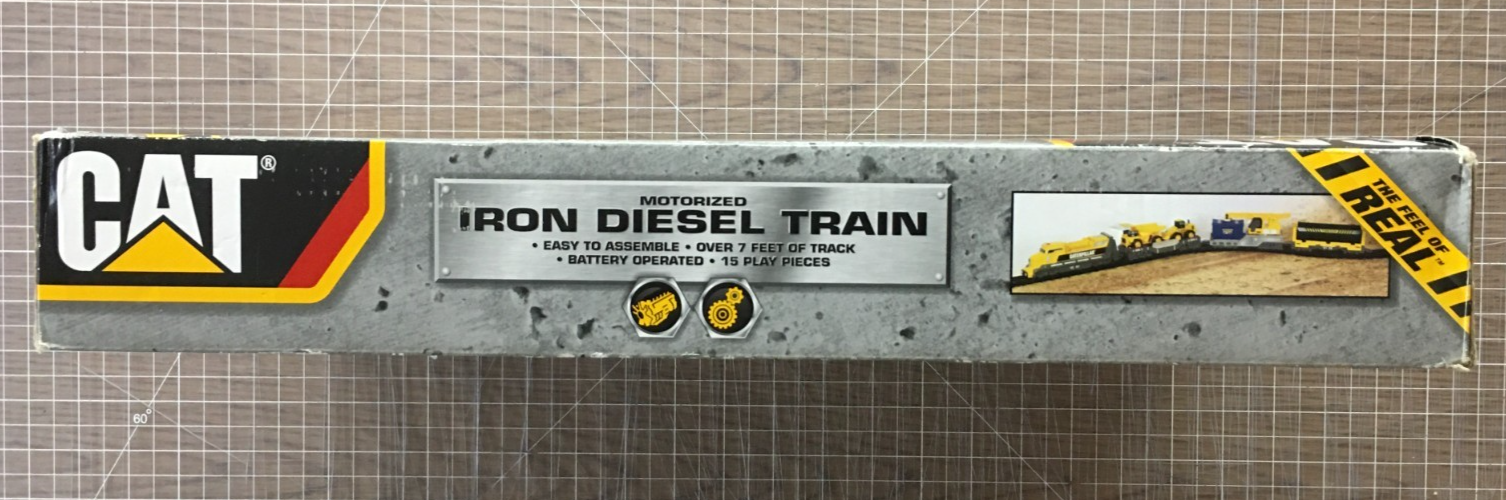 CAT®
MOTORIZED
IRON DIESEL TRAIN
• EASY TO ASSEMBLE • OVER 7 FEET OF TRACK
• BATTERY OPERATED • 15 PLAY PIECES
THE FEEL OF
REAL™
60°